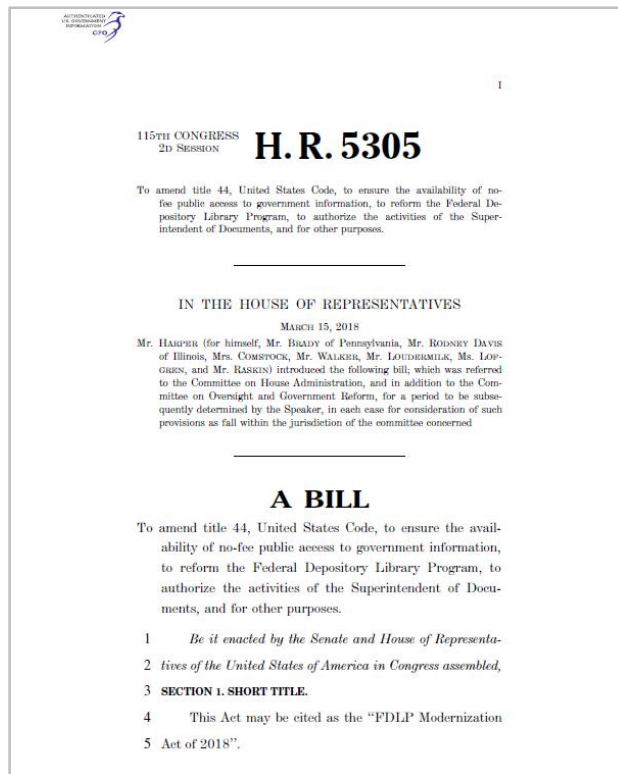 AUTHENTICATED
U.S. GOVERNMENT
INFORMATION
GPO
I
115TH CONGRESS
2D SESSION
H. R. 5305
To amend title 44, United States Code, to ensure the availability of no-
fee public access to government information, to reform the Federal De-
pository Library Program, to authorize the activities of the Super-
intendent of Documents, and for other purposes.
IN THE HOUSE OF REPRESENTATIVES
MARCH 15, 2018
Mr. HARPER (for himself, Mr. BRADY of Pennsylvania, Mr. RODNEY DAVIS
of Illinois, Mrs. COMSTOCK, Mr. WALKER, Mr. LOUDERMILK, Ms. LOF-
GREN, and Mr. RASKIN) introduced the following bill; which was referred
to the Committee on House Administration, and in addition to the Com-
mittee on Oversight and Government Reform, for a period to be subse-
quently determined by the Speaker, in each case for consideration of such
provisions as fall within the jurisdiction of the committee concerned
A BILL
To amend title 44, United States Code, to ensure the avail-
ability of no-fee public access to government information,
to reform the Federal Depository Library Program, to
authorize the activities of the Superintendent of Docu-
ments, and for other purposes.
1 Be it enacted by the Senate and House of Representa-
2 tives of the United States of America in Congress assembled,
3 SECTION 1. SHORT TITLE.
4 This Act may be cited as the “FDLP Modernization
5 Act of 2018”.